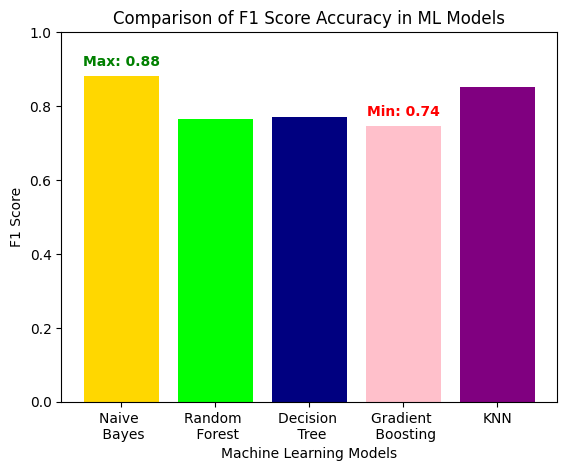 Comparison of F1 Score Accuracy in ML Models
1.0
0.8
0.6
0.4
0.2
0.0
F1 Score
Max: 0.88
Min: 0.74
Naive
Bayes
Random
Forest
Decision
Tree
Gradient
Boosting
KNN
Machine Learning Models